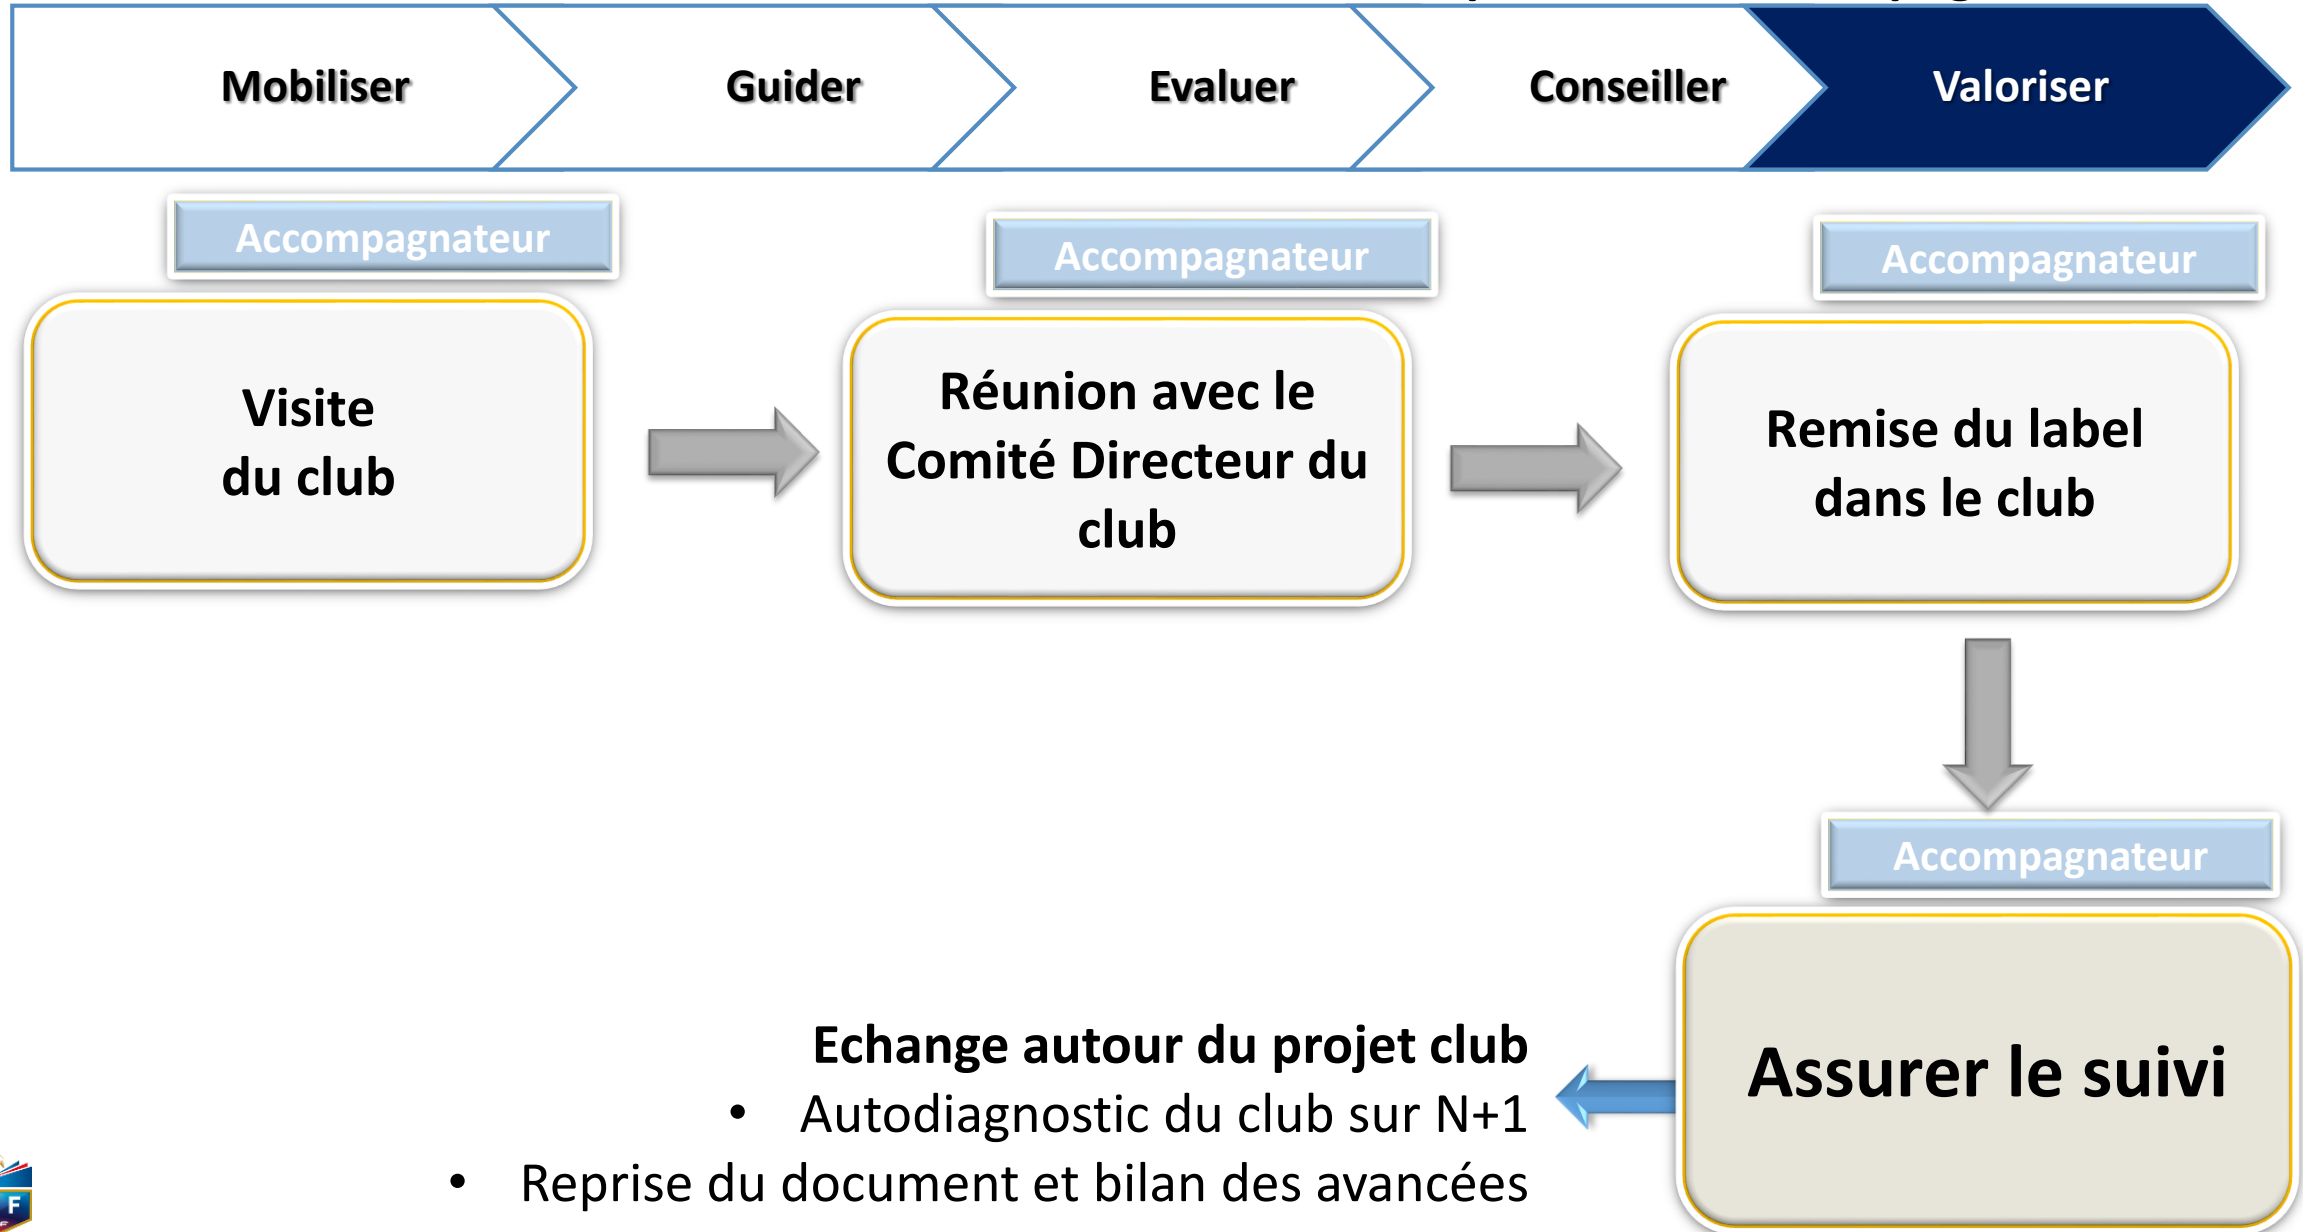 Mobiliser
Guider
Evaluer
Conseiller
Valoriser
Accompagnateur
Accompagnateur
Accompagnateur
Visite
du club
Réunion avec le
Comité Directeur du
club
Remise du label
dans le club
Accompagnateur
Assurer le suivi
Echange autour du projet club
• Autodiagnostic du club sur N+1
• Reprise du document et bilan des avancées
F